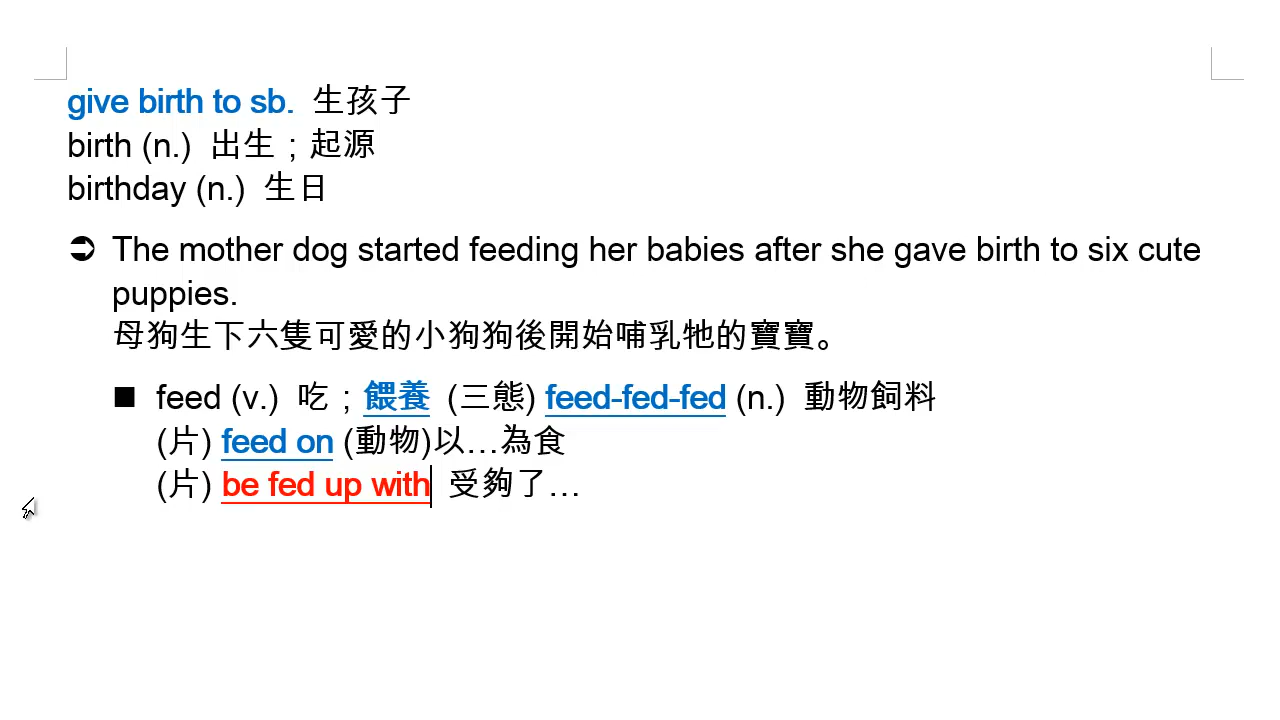 give birth to sb. 生孩子
birth (n.) 出生；起源
birthday (n.) 生日
➲ The mother dog started feeding her babies after she gave birth to six cute
puppies.
母狗生下六隻可愛的小狗狗後開始哺乳牠的寶寶。
■ feed (v.) 吃；餵養 (三態) feed-fed-fed (n.) 動物飼料
(片) feed on (動物)以…為食
(片) be fed up with 受夠了…